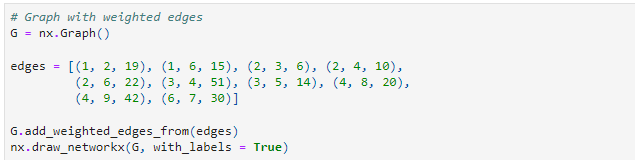 # Graph with weighted edges
G = nx.Graph()
edges = [(1, 2, 19), (1, 6, 15), (2, 3, 6), (2, 4, 10),
(2, 6, 22), (3, 4, 51), (3, 5, 14), (4, 8, 20),
(4, 9, 42), (6, 7, 30)]
G.add_weighted_edges_from(edges)
nx.draw_networkx(G, with_labels = True)